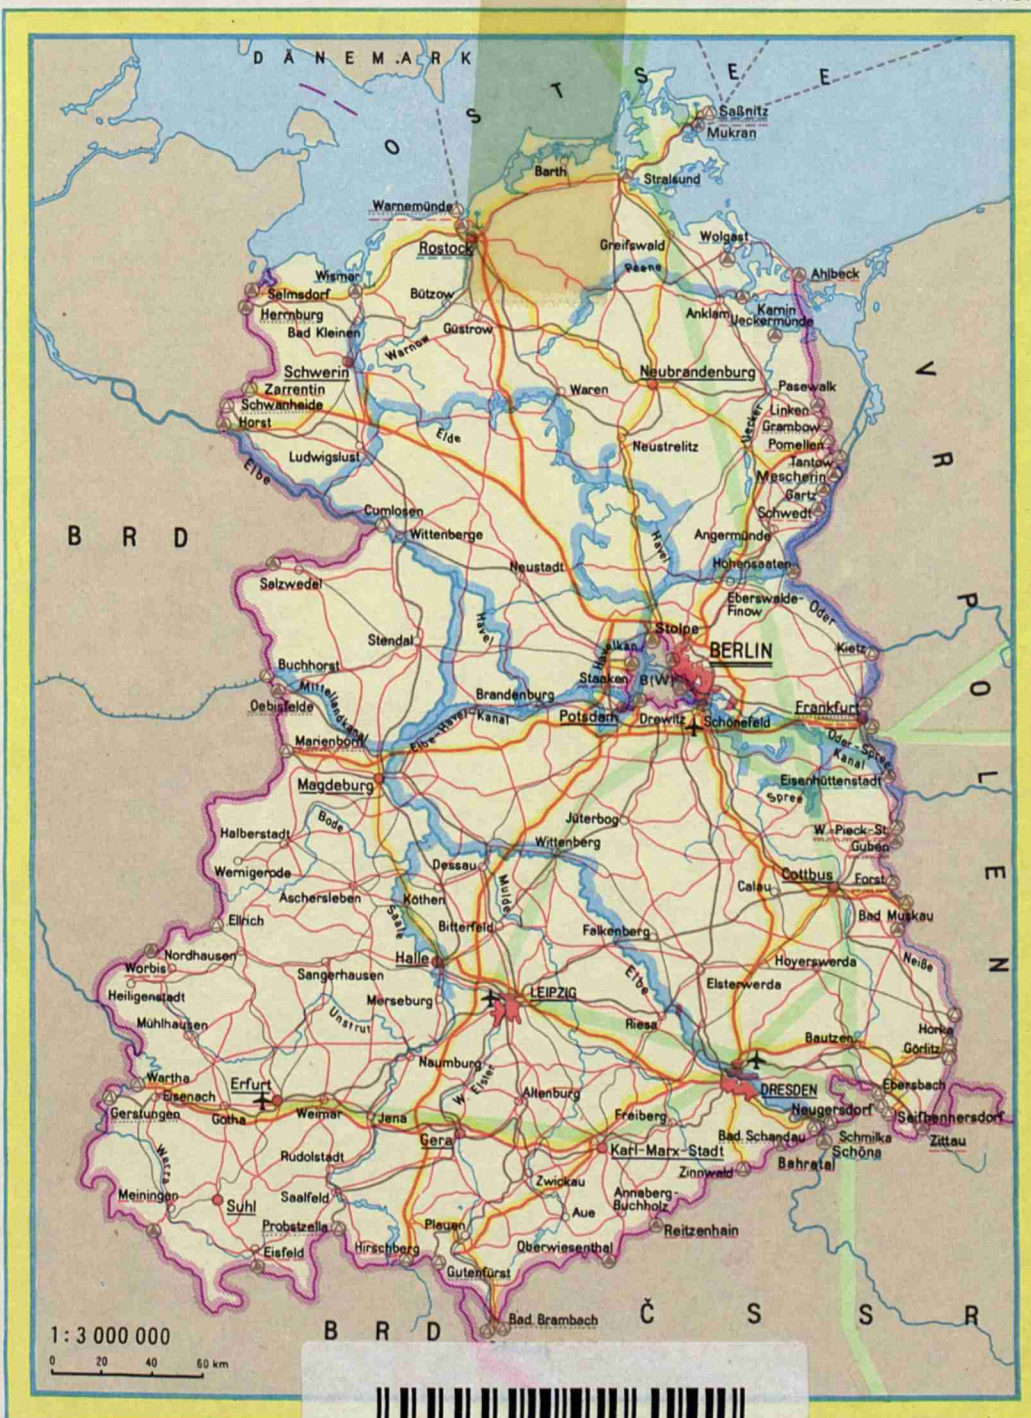 DÄNEMARK
OSTSEE
Saßnitz
Mukran
Barth
Stralsund
Warnemünde
Rostock
Greifswald
Wolgast
Peene
Ahlbeck
Wismar
Selmsdorf
Herrnburg
Bützow
Anklam
Kamin
Ueckermünde
Bad Kleinen
Güstrow
Warnow
Schwerin
Neubrandenburg
Zarrentin
Waren
Pasewalk
Schwanheide
Linken
Horst
Grambow
Elde
Neustrelitz
Uecker
Pomellen
Ludwigslust
Tantow
Elbe
Mescherin
Gartz
Cumlosen
Schwedt
BRD
Wittenberge
Angermünde
VR POLEN
Havel
Salzwedel
Neustadt
Hohensaaten
Eberswalde-
Finow
Oder
Stendal
Havel
Stolpe
Kietz
BERLIN
Buchhorst
Havelkan.
Staaken
B(W)
Oebisfelde
Mittellandkanal
Brandenburg
Potsdam
Drewitz
Schönefeld
Frankfurt
Marienborn
Elbe-Havel-Kanal
Oder-Spree-
Kanal
Magdeburg
Eisenhüttenstadt
Spree
Halberstadt
Bode
Jüterbog
W.-Pieck-St.
Guben
Wittenberg
Wernigerode
Dessau
Cottbus
Forst
Aschersleben
Köthen
Mulde
Calau
Saale
Bad Muskau
Ellrich
Bitterfeld
Falkenberg
Nordhausen
Halle
Hoyerswerda
Neiße
Worbis
Sangerhausen
Elbe
Elsterwerda
Heiligenstadt
Merseburg
LEIPZIG
Mühlhausen
Unstrut
Riesa
Horka
Bautzen
Görlitz
Naumburg
Wartha
Erfurt
W. Elster
Altenburg
DRESDEN
Ebersbach
Eisenach
Gerstungen
Gotha
Weimar
Jena
Freiberg
Neugersdorf
Seifhennersdorf
Gera
Bad Schandau
Schmilka
Zittau
Werra
Rudolstadt
Karl-Marx-Stadt
Schöna
Bahratal
Zinnwald
Meiningen
Suhl
Saalfeld
Zwickau
Annaberg-
Buchholz
Aue
Probstzella
Plauen
Reitzenhain
Eisfeld
Hirschberg
Oberwiesenthal
Gutenfürst
Bad Brambach
BRD
ČSSR
1:3 000 000
0 20 40 60 km